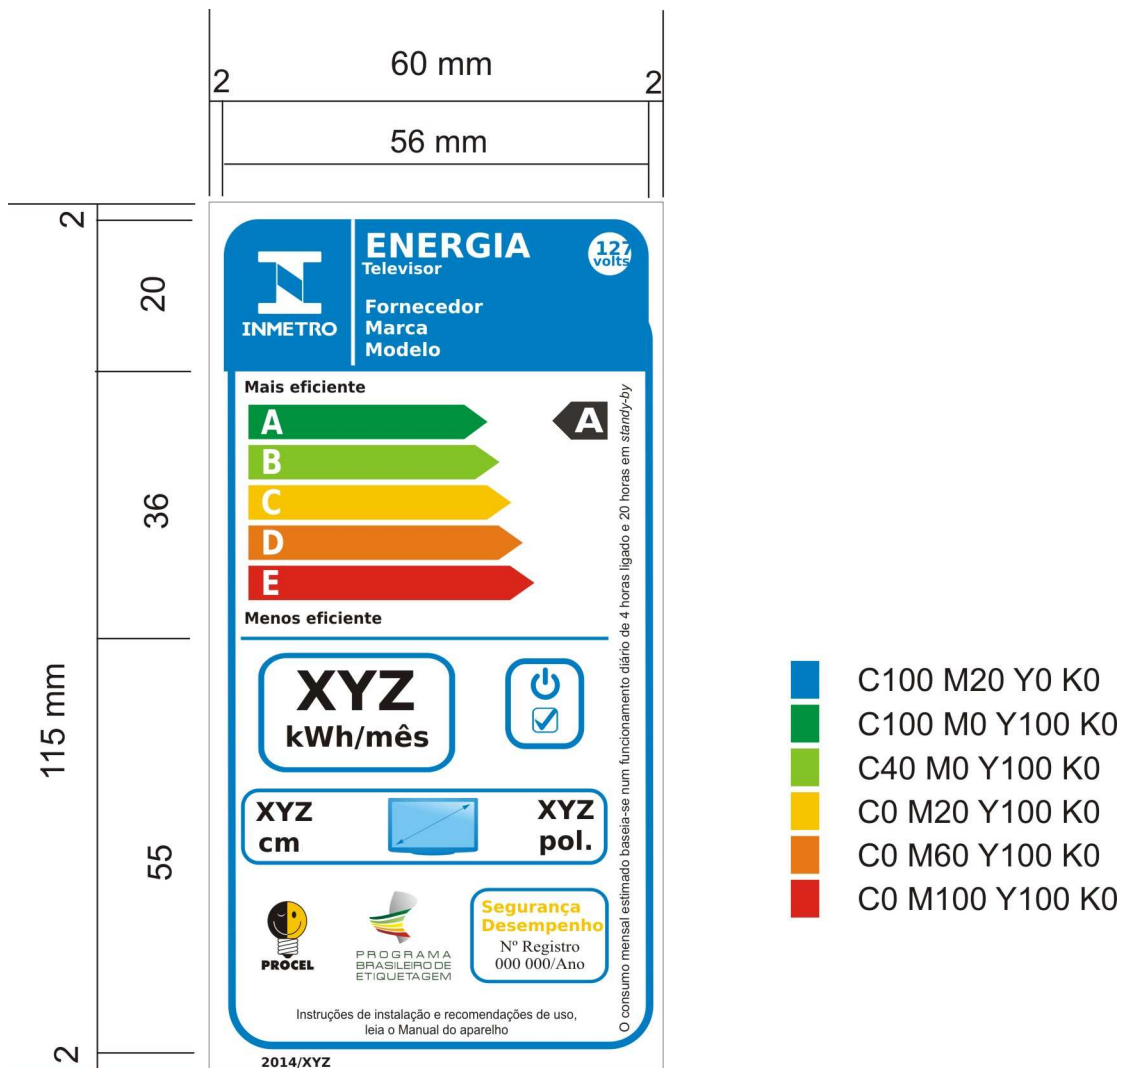 60 mm
2
2
56 mm
2
20
36
115 mm
55
2
INMETRO
ENERGIA
Televisor
127
volts
Fornecedor
Marca
Modelo
Mais eficiente
A
A
B
C
D
E
Menos eficiente
O consumo mensal estimado baseia-se num funcionamento diário de 4 horas ligado e 20 horas em standy-by
XYZ
kWh/mês
XYZ
cm
XYZ
pol.
PROCEL
PROGRAMA
BRASILEIRO DE
ETIQUETAGEM
Segurança
Desempenho
Nº Registro
000 000/Ano
Instruções de instalação e recomendações de uso,
leia o Manual do aparelho
2014/XYZ
C100 M20 Y0 K0
C100 M0 Y100 K0
C40 M0 Y100 K0
C0 M20 Y100 K0
C0 M60 Y100 K0
C0 M100 Y100 K0